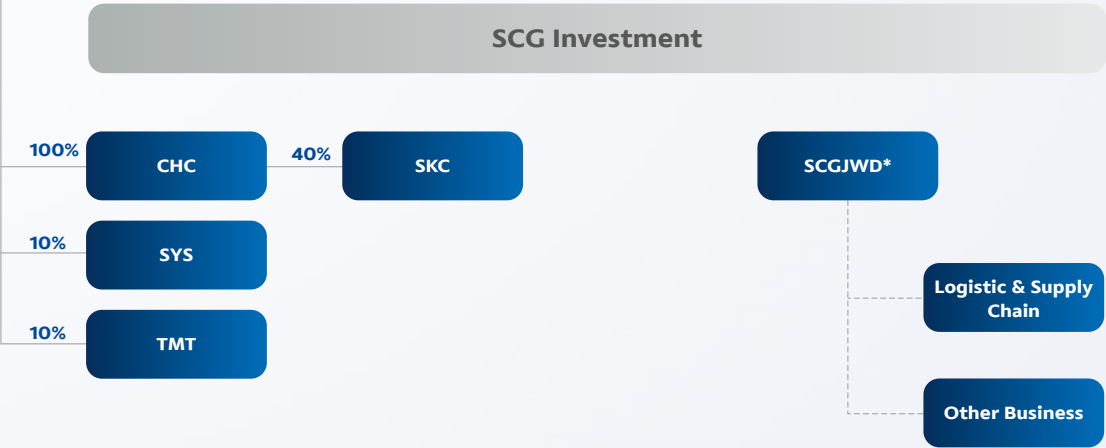 SCG Investment
100%
CHC
40%
SKC
SCGJWD*
10%
SYS
Logistic & Supply
Chain
10%
TMT
Other Business